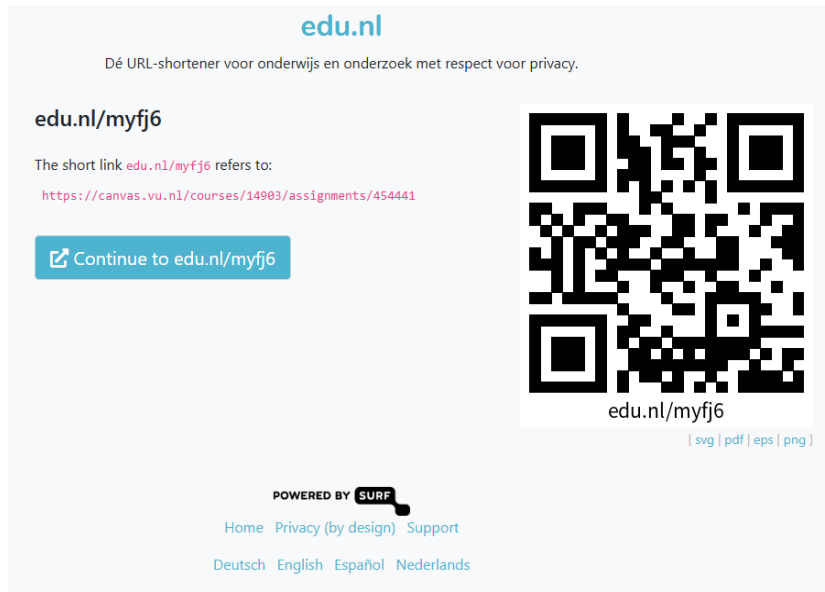 edu.nl
Dé URL-shortener voor onderwijs en onderzoek met respect voor privacy.
edu.nl/myfj6
The short link edu.nl/myfj6 refers to:
https://canvas.vu.nl/courses/14903/assignments/454441
Continue to edu.nl/myfj6
edu.nl/myfj6
[ svg | pdf | eps | png ]
POWERED BY SURF
Home Privacy (by design) Support
Deutsch English Español Nederlands